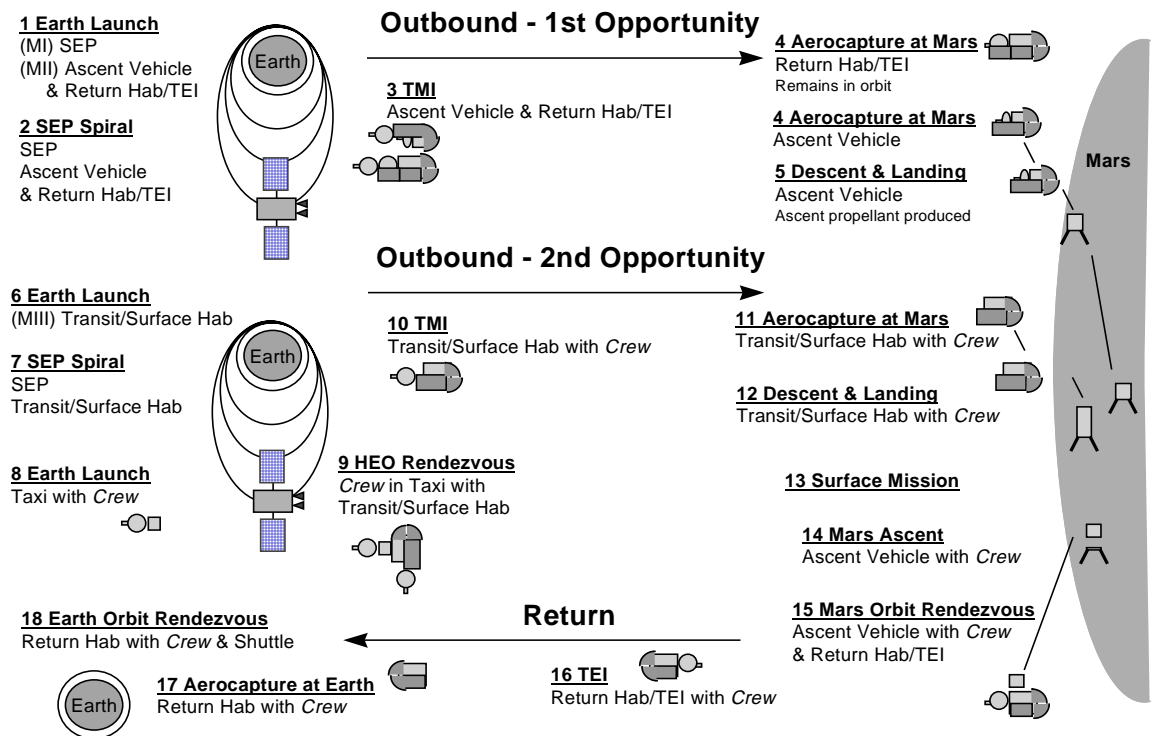 Outbound - 1st Opportunity
1 Earth Launch
(MI) SEP
(MII) Ascent Vehicle
& Return Hab/TEI
2 SEP Spiral
SEP
Ascent Vehicle
& Return Hab/TEI
Earth
3 TMI
Ascent Vehicle & Return Hab/TEI
4 Aerocapture at Mars
Return Hab/TEI
Remains in orbit
4 Aerocapture at Mars
Ascent Vehicle
5 Descent & Landing
Ascent Vehicle
Ascent propellant produced
Mars
Outbound - 2nd Opportunity
6 Earth Launch
(MIII) Transit/Surface Hab
7 SEP Spiral
SEP
Transit/Surface Hab
Earth
8 Earth Launch
Taxi with Crew
9 HEO Rendezvous
Crew in Taxi with
Transit/Surface Hab
10 TMI
Transit/Surface Hab with Crew
11 Aerocapture at Mars
Transit/Surface Hab with Crew
12 Descent & Landing
Transit/Surface Hab with Crew
13 Surface Mission
14 Mars Ascent
Ascent Vehicle with Crew
15 Mars Orbit Rendezvous
Ascent Vehicle with Crew
& Return Hab/TEI
Return
16 TEI
Return Hab/TEI with Crew
17 Aerocapture at Earth
Return Hab with Crew
18 Earth Orbit Rendezvous
Return Hab with Crew & Shuttle
Earth